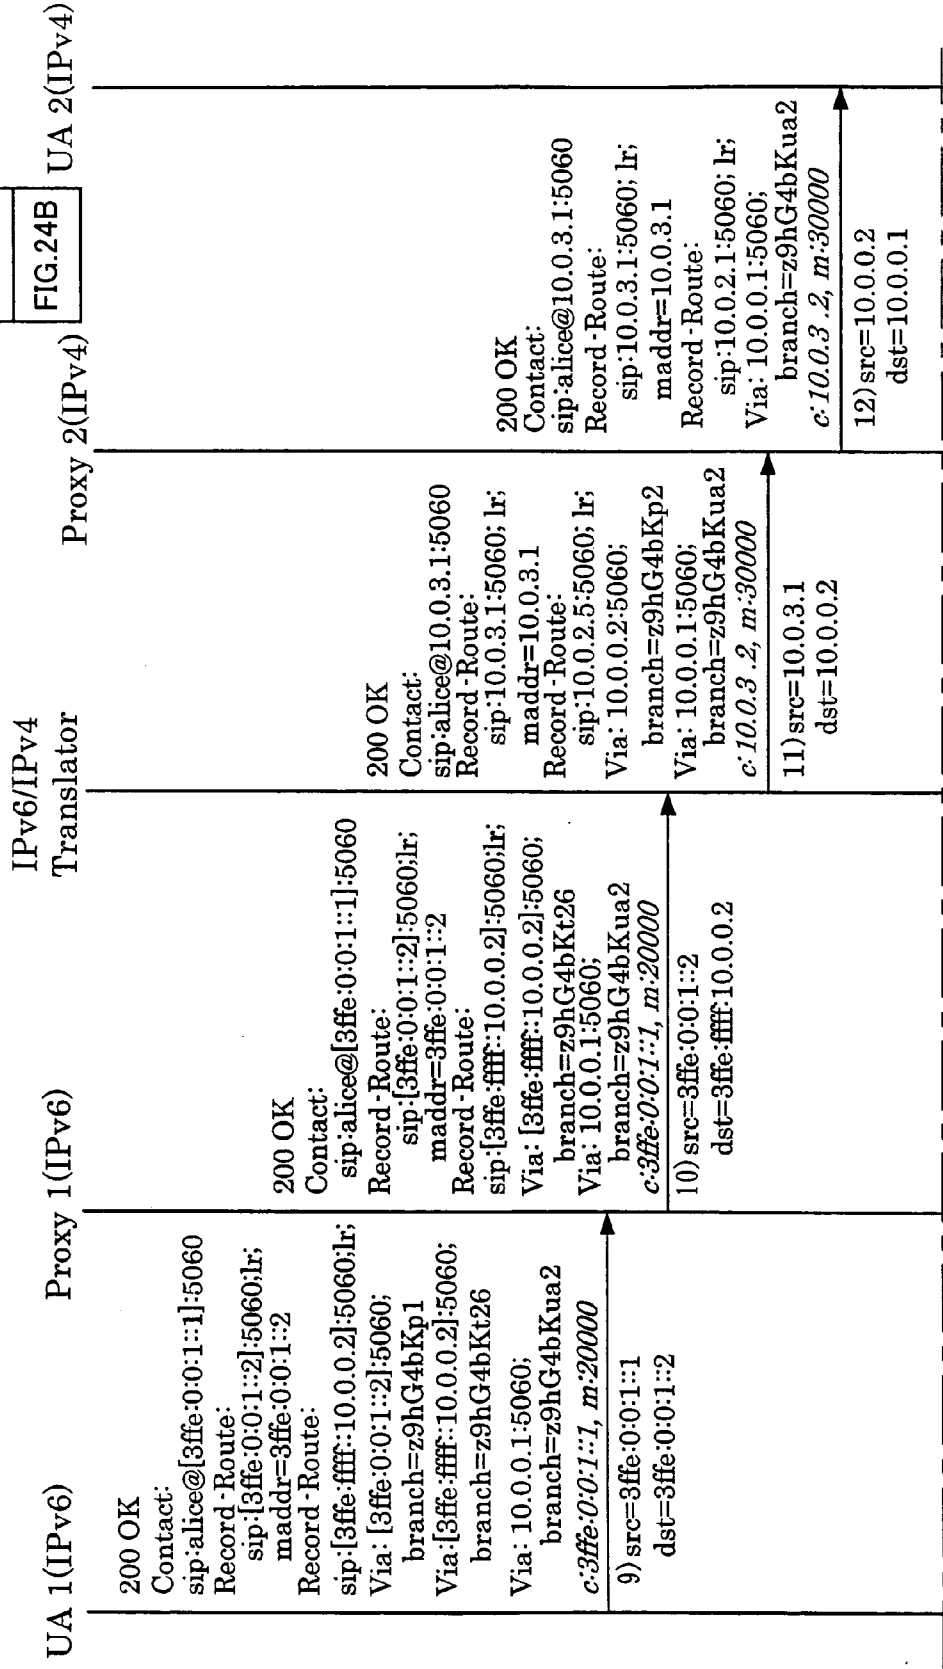 FIG.24B
UA 1(IPv6)
Proxy 1(IPv6)
IPv6/IPv4
Translator
Proxy 2(IPv4)
UA 2(IPv4)
200 OK
Contact:
sip:alice@[3ffe:0:0:1::1]:5060
Record-Route:
sip:[3ffe:0:0:1::2]:5060;lr;
maddr=3ffe:0:0:1::2
Record-Route:
sip:[3ffe:ffff::10.0.0.2]:5060;lr;
Via: [3ffe:0:0:1::2]:5060;
branch=z9hG4bKp1
Via:[3ffe:ffff::10.0.0.2]:5060;
branch=z9hG4bKt26
Via: 10.0.0.1:5060;
branch=z9hG4bKua2
c:3ffe:0:0:1::1, m:20000
9) src=3ffe:0:0:1::1
dst=3ffe:0:0:1::2
200 OK
Contact:
sip:alice@[3ffe:0:0:1::1]:5060
Record-Route:
sip:[3ffe:0:0:1::2]:5060;lr;
maddr=3ffe:0:0:1::2
Record-Route:
sip:[3ffe:ffff::10.0.0.2]:5060;lr;
Via: [3ffe:ffff::10.0.0.2]:5060;
branch=z9hG4bKt26
Via: 10.0.0.1:5060;
branch=z9hG4bKua2
c:3ffe:0:0:1::1, m:20000
10) src=3ffe:0:0:1::2
dst=3ffe:ffff:10.0.0.2
200 OK
Contact:
sip:alice@10.0.3.1:5060
Record-Route:
sip:10.0.3.1:5060; lr;
maddr=10.0.3.1
Record-Route:
sip:10.0.2.5:5060; lr;
Via: 10.0.0.2:5060;
branch=z9hG4bKp2
Via: 10.0.0.1:5060;
branch=z9hG4bKua2
c:10.0.3 .2, m:30000
11) src=10.0.3.1
dst=10.0.0.2
200 OK
Contact:
sip:alice@10.0.3.1:5060
Record-Route:
sip:10.0.3.1:5060; lr;
maddr=10.0.3.1
Record-Route:
sip:10.0.2.1:5060; lr;
Via: 10.0.0.1:5060;
branch=z9hG4bKua2
c:10.0.3 .2, m:30000
12) src=10.0.0.2
dst=10.0.0.1